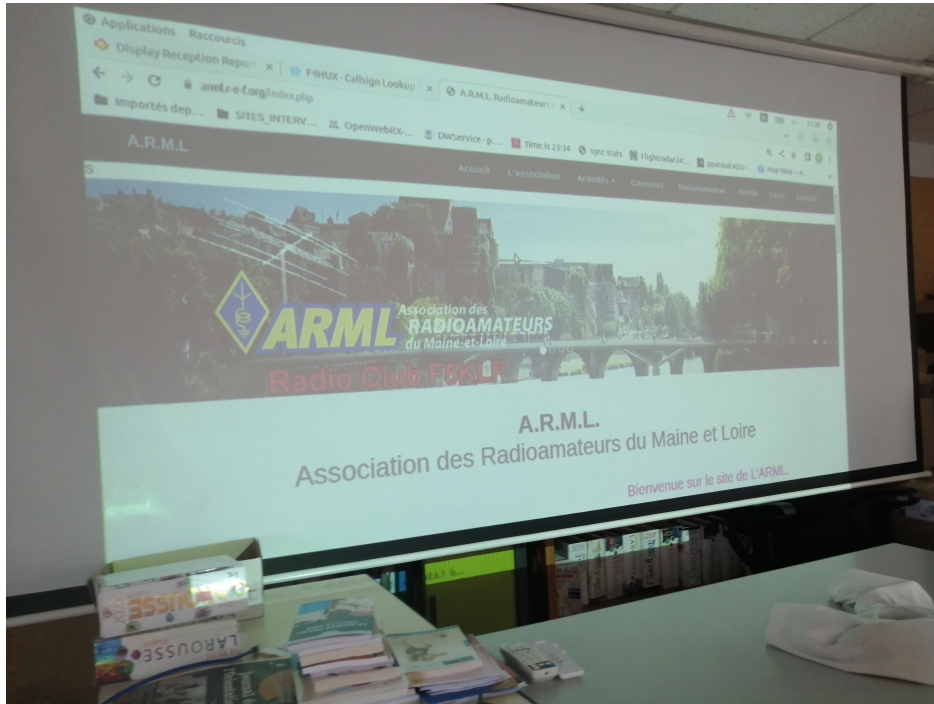 Applications Raccourcis
Display Reception Report × F4HUX - Callsign Lookup × A.R.M.L. Radioamateurs × +
arml.r-e-f.org/index.php
Importés dep... SITES_INTERV... OpenWebRX-... DWService - p... Time.is 23:34 sync stats Flightradar24:... ppacaud.AOG-...
A.R.M.L
Accueil L'association Activités Concours Documentation Forum Liens Contact
S
ARML
Association des
RADIOAMATEURS
du Maine-et-Loire
Radio Club F5KLP
A.R.M.L.
Association des Radioamateurs du Maine et Loire
Bienvenue sur le site de L'ARML.
LAROUSSE